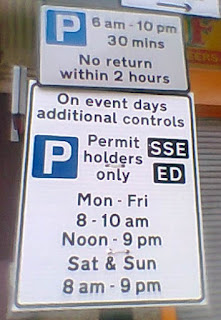 P 6 am - 10 pm
30 mins
No return
within 2 hours
On event days
additional controls
P Permit SSE
holders
only ED
Mon - Fri
8 - 10 am
Noon - 9 pm
Sat & Sun
8 am - 9 pm